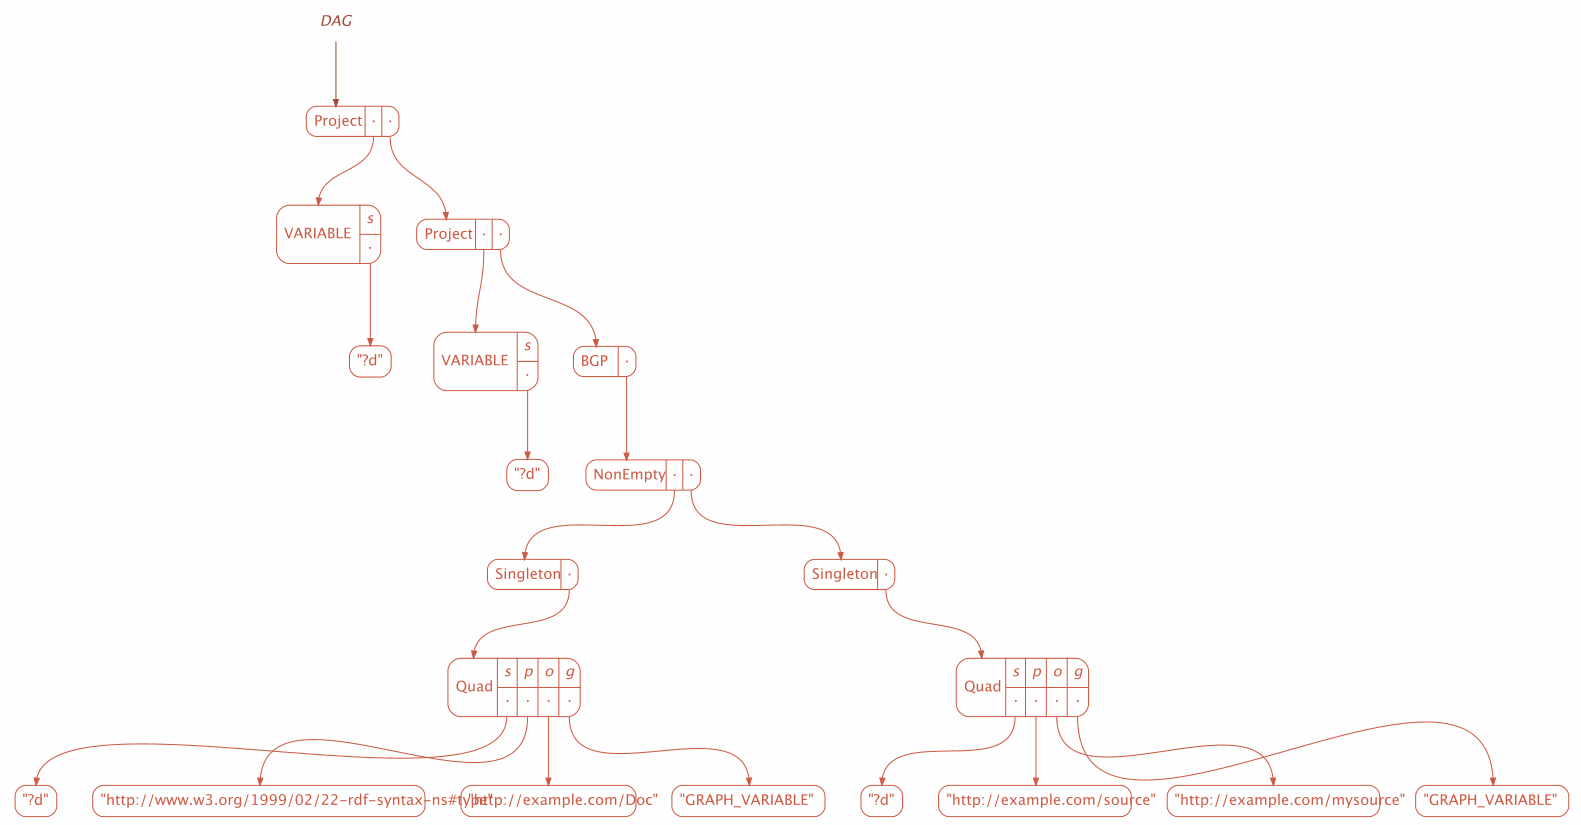 DAG
Project · ·
VARIABLE s ·
Project · ·
"?d"
VARIABLE s ·
BGP ·
"?d"
NonEmpty · ·
Singleton ·
Singleton ·
Quad s p o g · · · ·
Quad s p o g · · · ·
"?d"
"http://www.w3.org/1999/02/22-rdf-syntax-ns#type"
"http://example.com/Doc"
"GRAPH_VARIABLE"
"?d"
"http://example.com/source"
"http://example.com/mysource"
"GRAPH_VARIABLE"